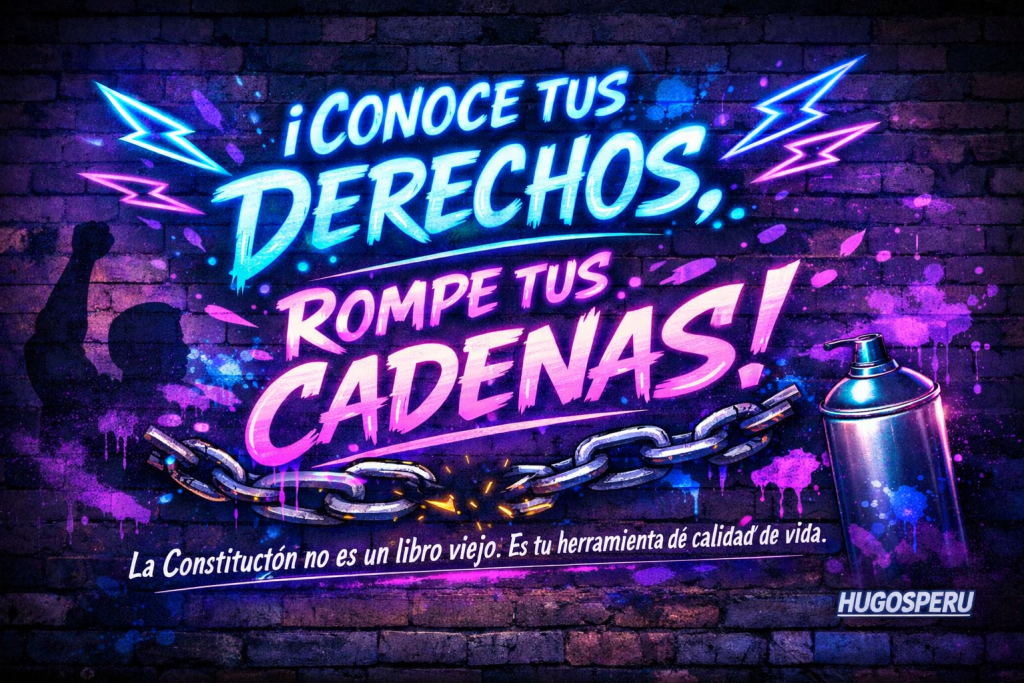 ¡CONOCE TUS
DERECHOS,
ROMPE TUS
CADENAS!
La Constituctón no es un libro viejo. Es tu herramienta dé calidad de vida.
HUGOSPERU